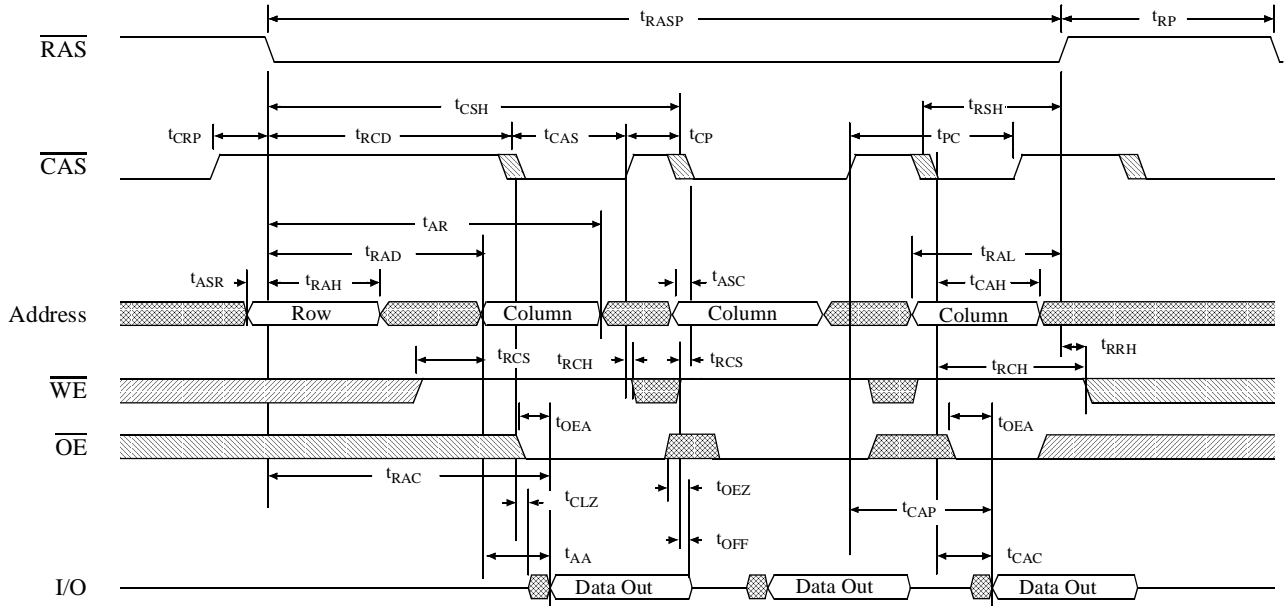 tRASP tRP
RAS
tCSH tRSH
tCRP tRCD tCAS tCP tPC
CAS
tAR
tRAD tRAL
tASR tRAH tASC tCAH
Address Row Column Column Column
tRCS tRCH tRCS tRCH tRRH
WE
tOEA tOEA
OE
tRAC tCLZ tOEZ tCAP
tOFF
tAA tCAC
I/O Data Out Data Out Data Out